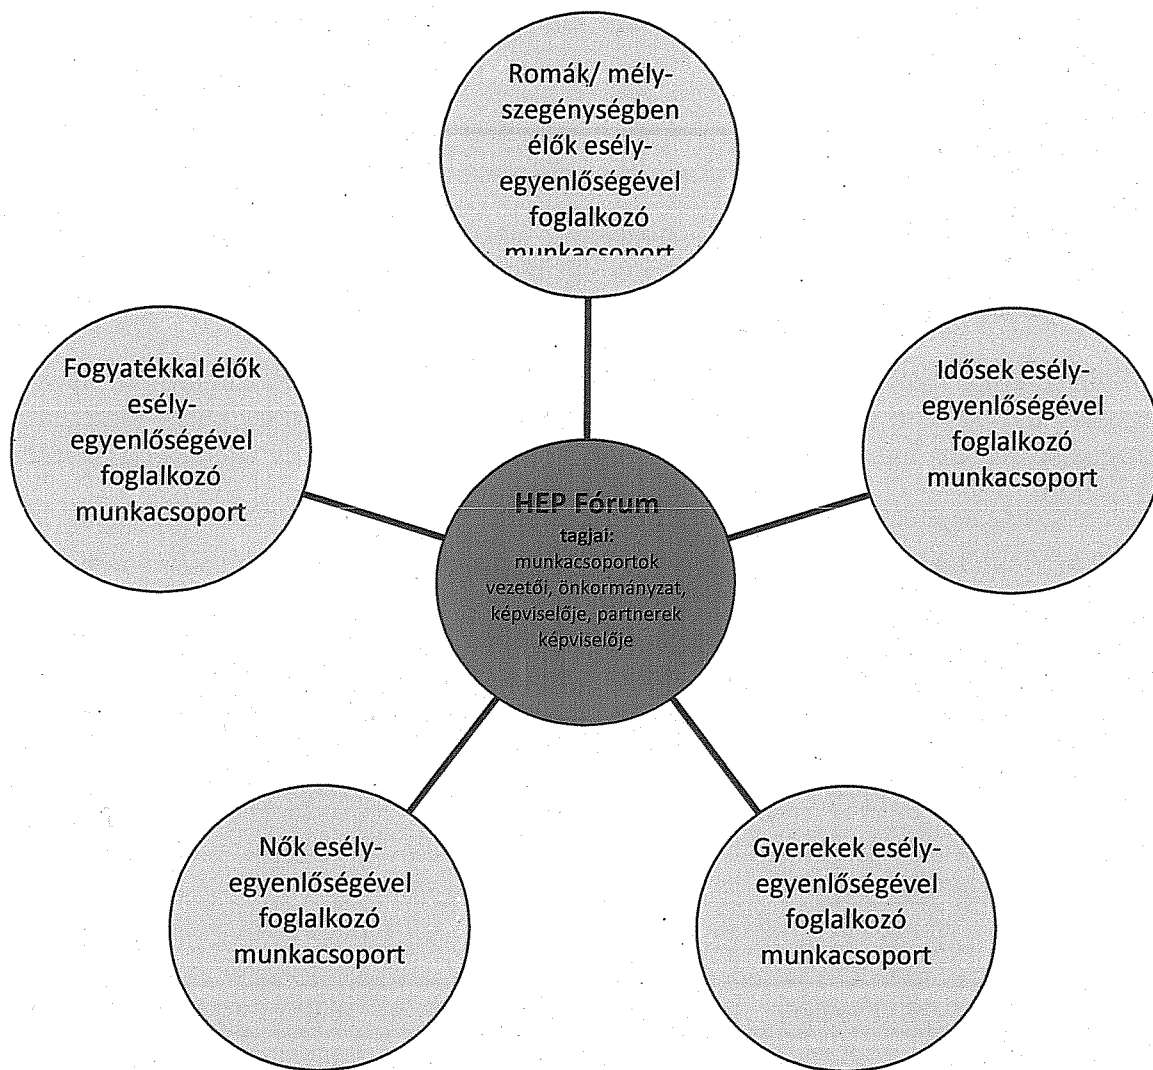 Romák/ mély-
szegénységben
élők esély-
egyenlőségével
foglalkozó
munkacsoport
Fogyatékkal élők
esély-
egyenlőségével
foglalkozó
munkacsoport
Idősek esély-
egyenlőségével
foglalkozó
munkacsoport
HEP Fórum
tagjai:
munkacsoportok
vezetői, önkormányzat,
képviselője, partnerek
képviselője
Nők esély-
egyenlőségével
foglalkozó
munkacsoport
Gyerekek esély-
egyenlőségével
foglalkozó
munkacsoport